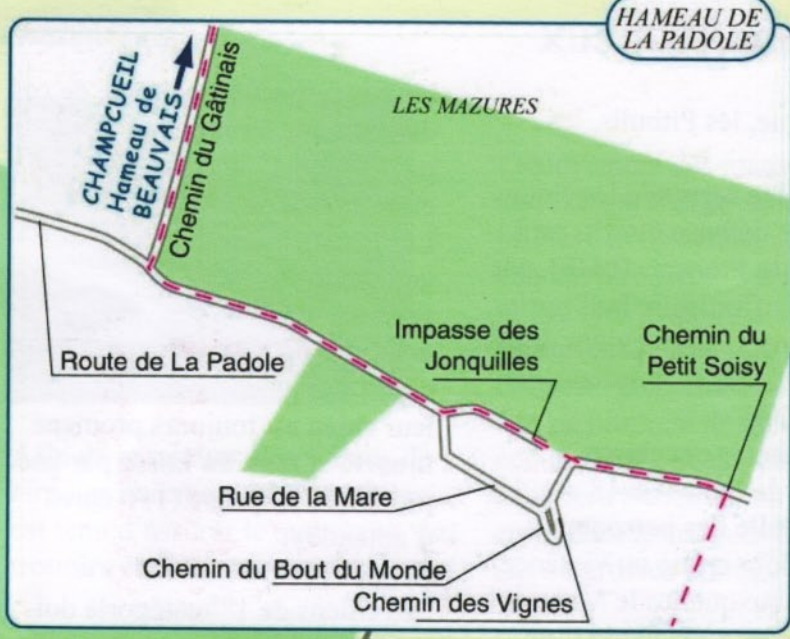 HAMEAU DE
LA PADOLE
CHAMPCUEIL
Hameau de
BEAUVAIS
Chemin du Gâtinais
LES MAZURES
Route de La Padole
Impasse des
Jonquilles
Chemin du
Petit Soisy
Rue de la Mare
Chemin du Bout du Monde
Chemin des Vignes